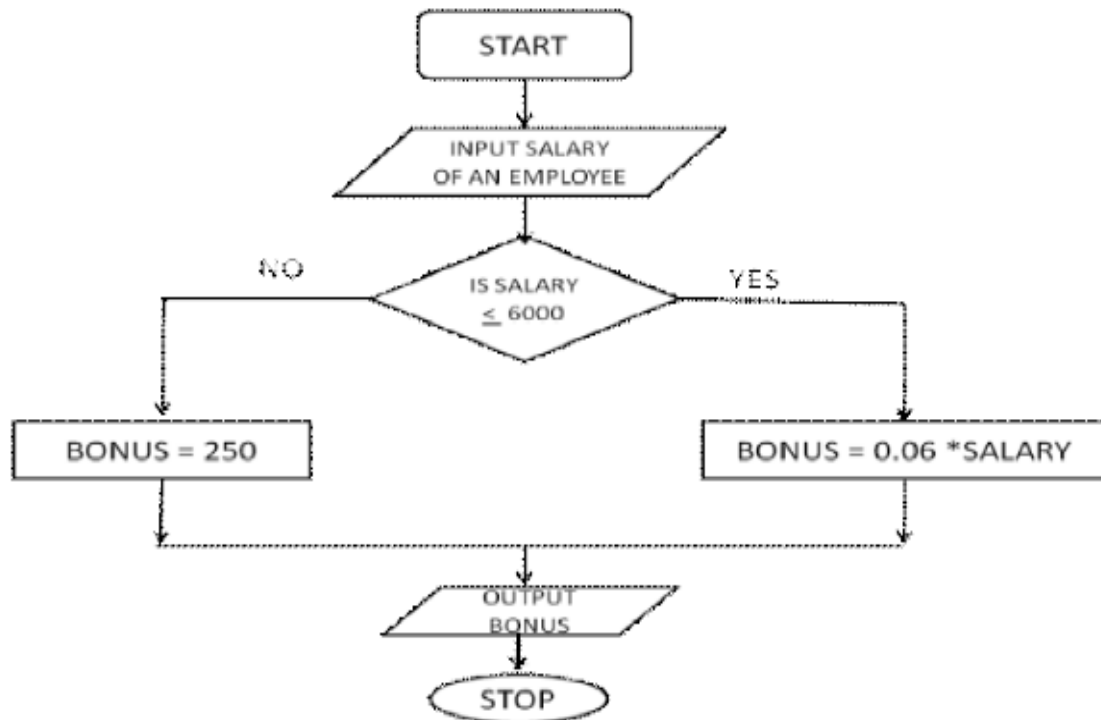 START
INPUT SALARY
OF AN EMPLOYEE
NO
YES
IS SALARY
≤ 6000
BONUS = 250
BONUS = 0.06 *SALARY
OUTPUT
BONUS
STOP